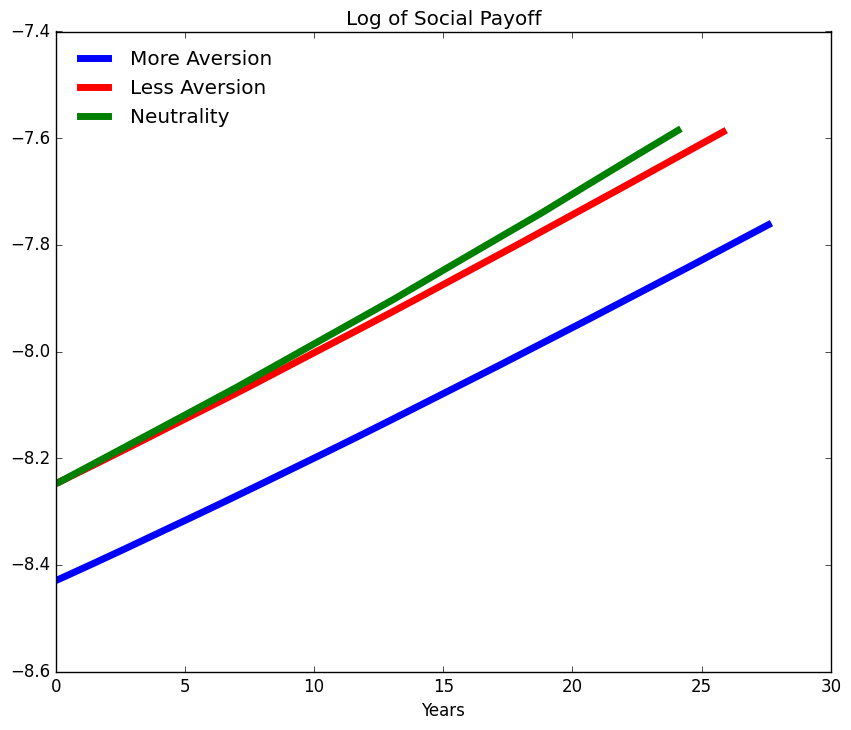 Log of Social Payoff
−7.4
−7.6
−7.8
−8.0
−8.2
−8.4
−8.6
More Aversion
Less Aversion
Neutrality
0 5 10 15 20 25 30
Years